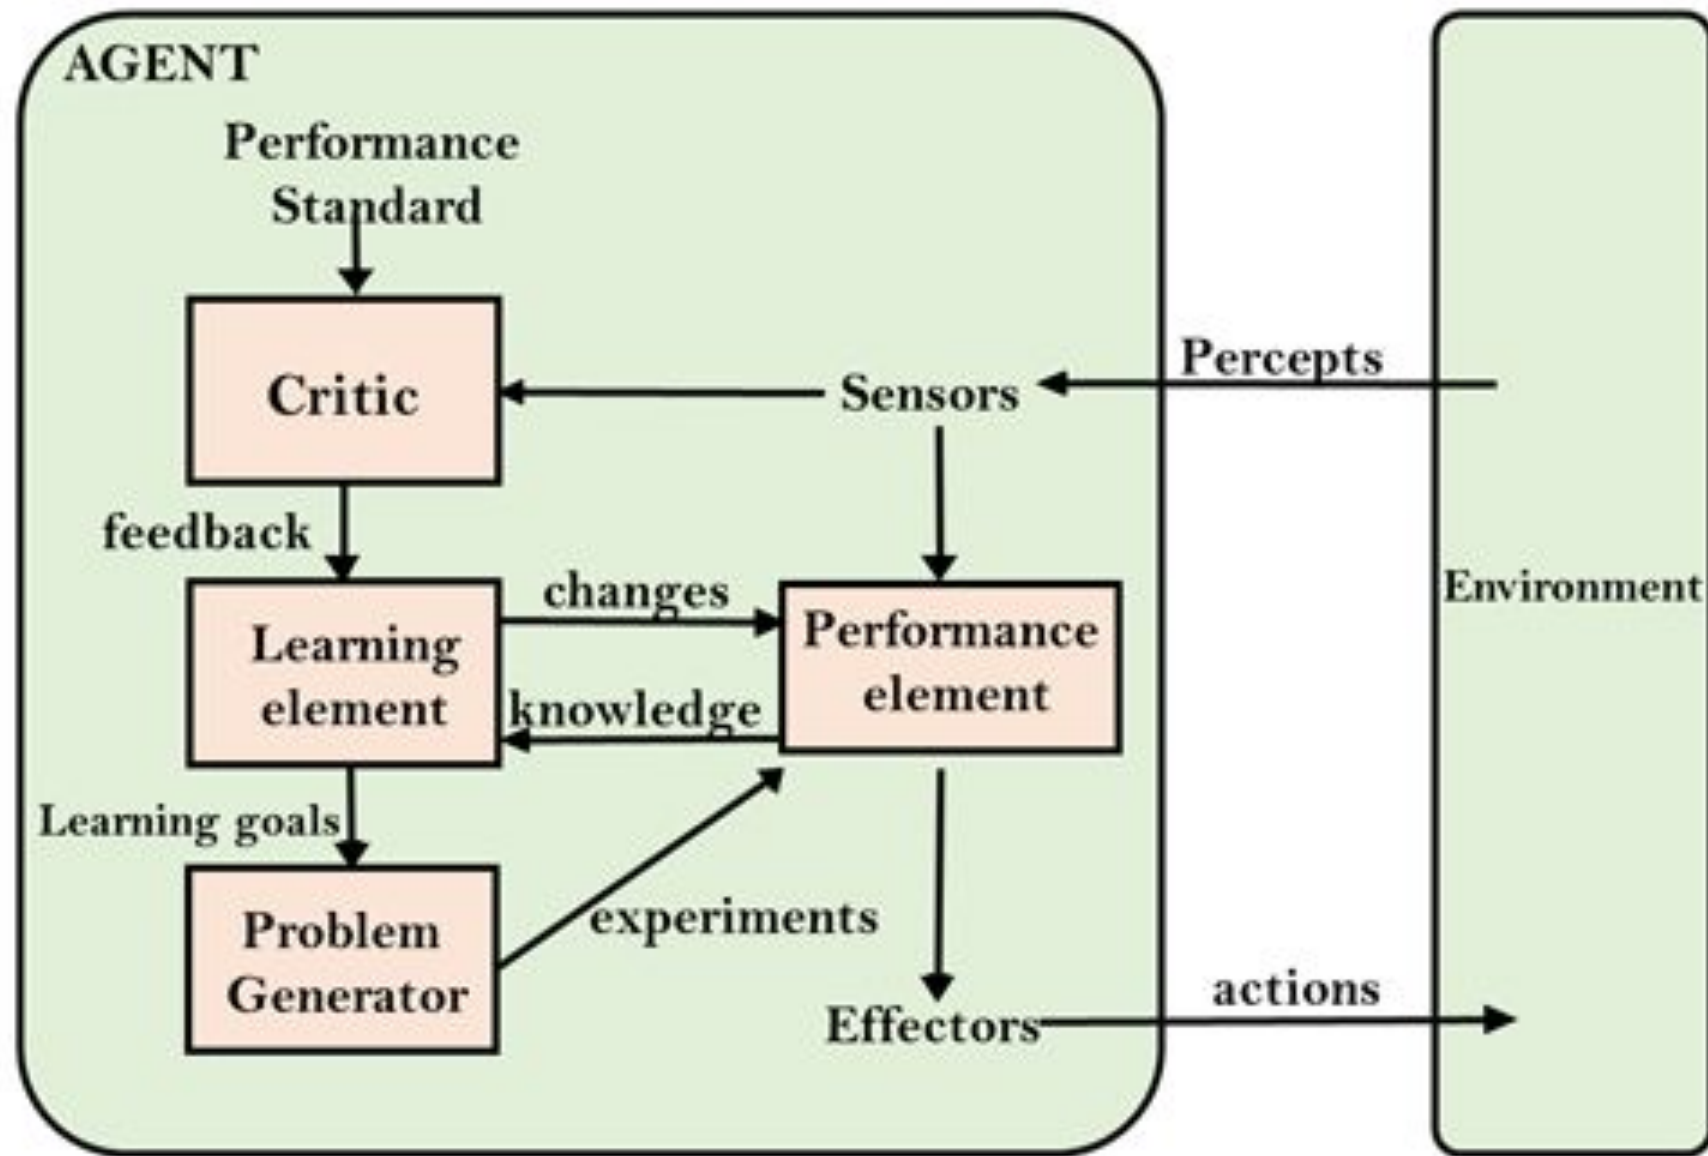 AGENT
Performance
Standard
Critic
Sensors
Percepts
feedback
changes
Learning
element
knowledge
Performance
element
Environment
Learning goals
experiments
Problem
Generator
Effectors
actions